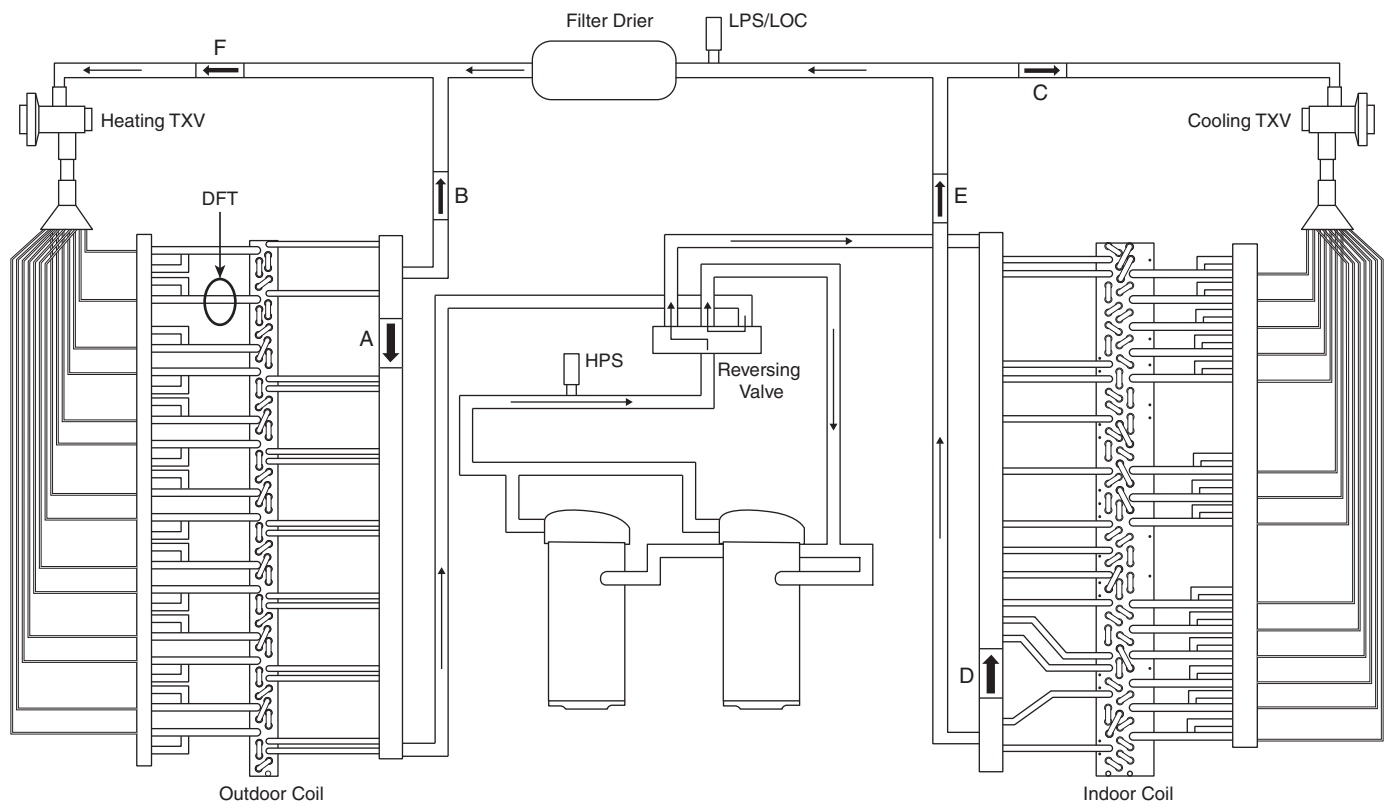 Filter Drier
LPS/LOC
F
C
Heating TXV
Cooling TXV
B
E
DFT
A
HPS
Reversing
Valve
D
Outdoor Coil
Indoor Coil